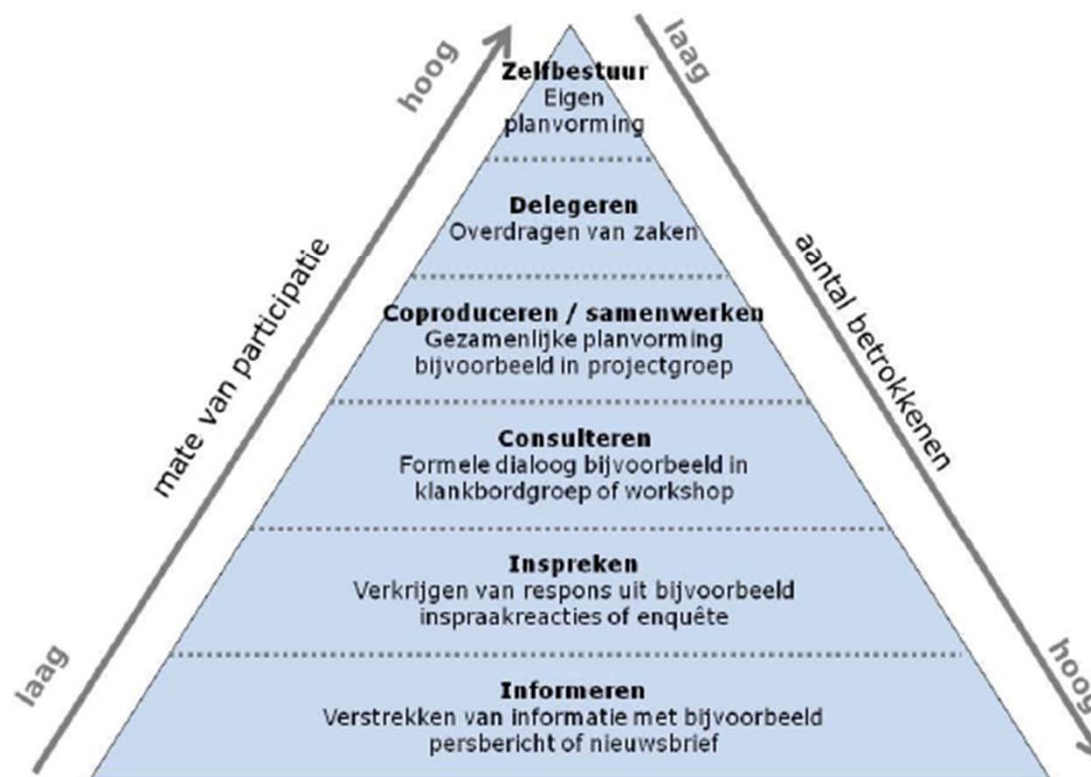 hoog
laag
Zelfbestuur
Eigen
planvorming
Delegeren
Overdragen van zaken
mate van participatie
aantal betrokkenen
Coproduceren / samenwerken
Gezamenlijke planvorming
bijvoorbeeld in projectgroep
Consulteren
Formele dialoog bijvoorbeeld in
klankbordgroep of workshop
Inspreken
Verkrijgen van respons uit bijvoorbeeld
inspraakreacties of enquête
laag
hoog
Informeren
Verstrekken van informatie met bijvoorbeeld
persbericht of nieuwsbrief